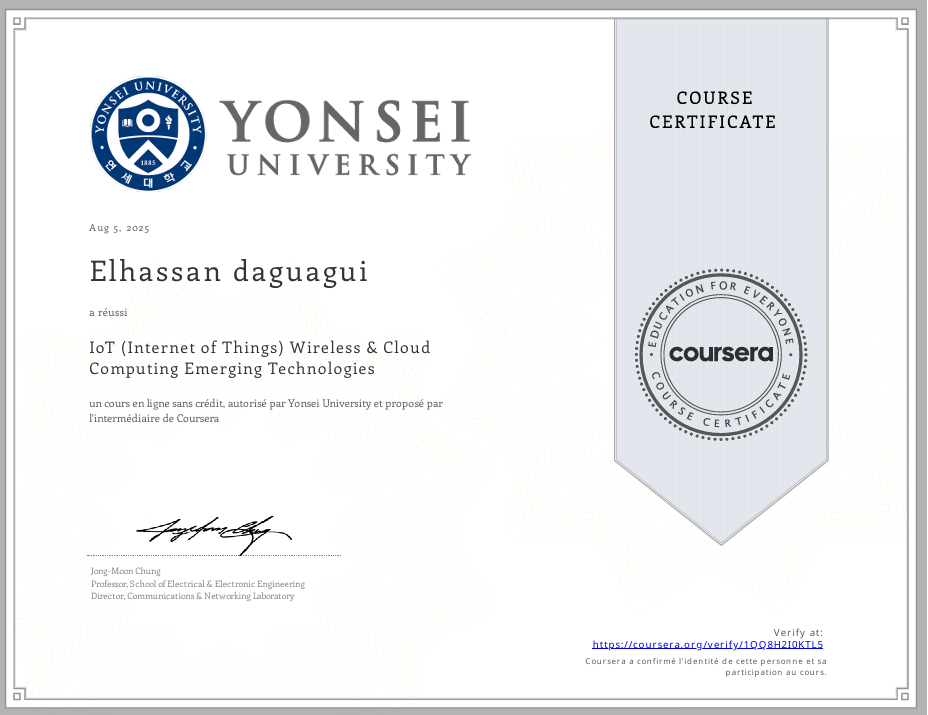 YONSEI UNIVERSITY
1885
연세대학교
YONSEI
UNIVERSITY
COURSE
CERTIFICATE
Aug 5, 2025
Elhassan daguagui
a réussi
IoT (Internet of Things) Wireless & Cloud
Computing Emerging Technologies
un cours en ligne sans crédit, autorisé par Yonsei University et proposé par
l'intermédiaire de Coursera
EDUCATION FOR EVERYONE
coursera
COURSE CERTIFICATE
Jong-Moon Chung
Professor, School of Electrical & Electronic Engineering
Director, Communications & Networking Laboratory
Verify at:
https://coursera.org/verify/1QQ8H2I0KTL5
Coursera a confirmé l'identité de cette personne et sa
participation au cours.